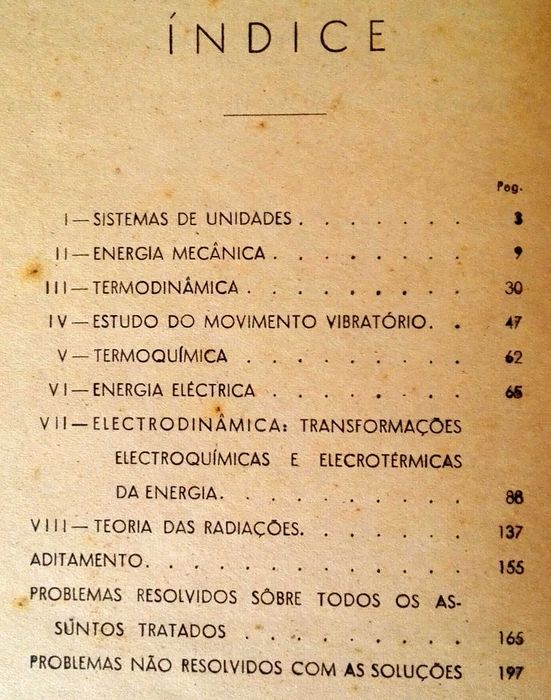 ÍNDICE
Pag.
I—SISTEMAS DE UNIDADES . . . . . . . 3
II—ENERGIA MECÂNICA . . . . . . . . 9
III—TERMODINÂMICA . . . . . . . . . 30
IV—ESTUDO DO MOVIMENTO VIBRATÓRIO. . 47
V—TERMOQUÍMICA . . . . . . . . . 62
VI—ENERGIA ELÉCTRICA . . . . . . . . 65
VII—ELECTRODINÂMICA: TRANSFORMAÇÕES
ELECTROQUÍMICAS E ELECROTÉRMICAS
DA ENERGIA. . . . . . . . . . 88
VIII—TEORIA DAS RADIAÇÕES. . . . . . . 137
ADITAMENTO. . . . . . . . . . . . 155
PROBLEMAS RESOLVIDOS SÔBRE TODOS OS AS-
SUNTOS TRATADOS . . . . . . . . . 165
PROBLEMAS NÃO RESOLVIDOS COM AS SOLUÇÕES 197